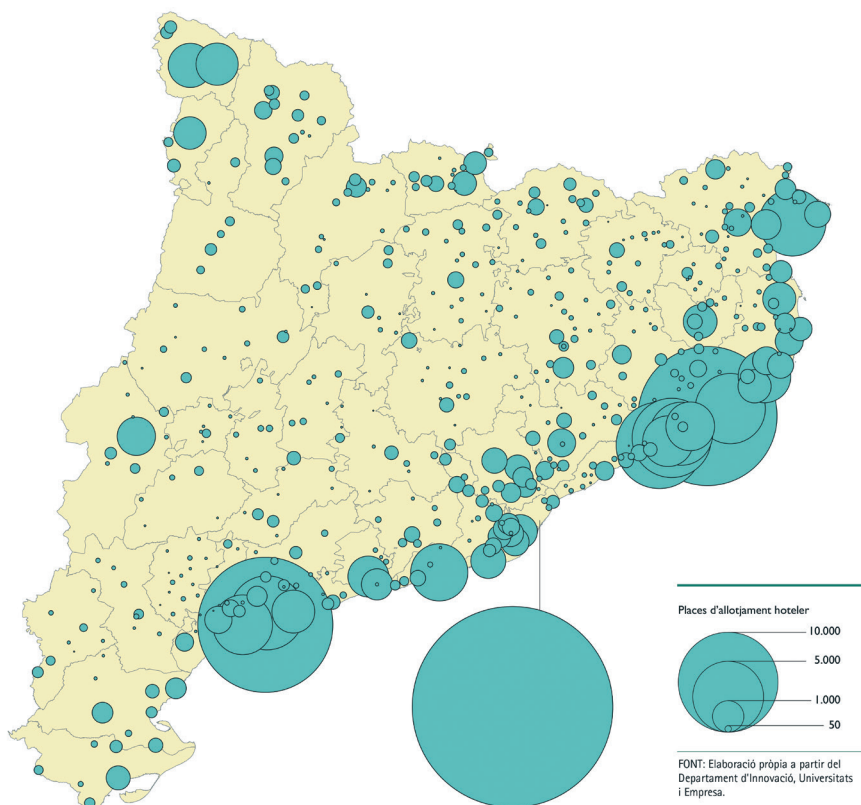 Places d'allotjament hoteler
10.000
5.000
1.000
50
FONT: Elaboració pròpia a partir del
Departament d'Innovació, Universitats
i Empresa.